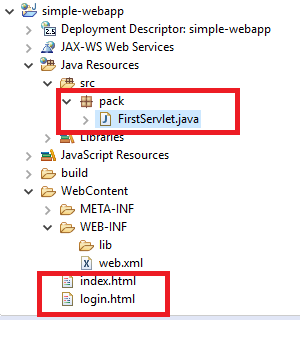 simple-webapp
Deployment Descriptor: simple-webapp
JAX-WS Web Services
Java Resources
src
pack
FirstServlet.java
Libraries
JavaScript Resources
build
WebContent
META-INF
WEB-INF
lib
web.xml
index.html
login.html